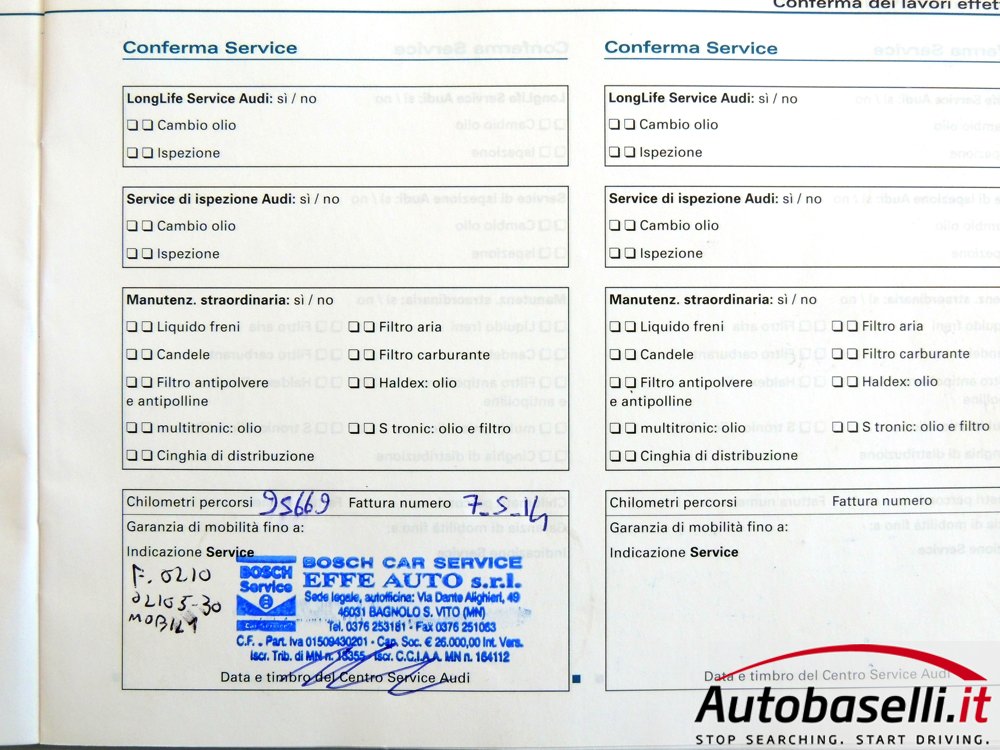 Conferma dei lavori effett
Conferma Service
LongLife Service Audi: sì / no
❏ ❏ Cambio olio
❏ ❏ Ispezione
Service di ispezione Audi: sì / no
❏ ❏ Cambio olio
❏ ❏ Ispezione
Manutenz. straordinaria: sì / no
❏ ❏ Liquido freni ❏ ❏ Filtro aria
❏ ❏ Candele ❏ ❏ Filtro carburante
❏ ❏ Filtro antipolvere ❏ ❏ Haldex: olio
e antipolline
❏ ❏ multitronic: olio ❏ ❏ S tronic: olio e filtro
❏ ❏ Cinghia di distribuzione
Chilometri percorsi 95669 Fattura numero 7-5-14
Garanzia di mobilità fino a:
Indicazione Service
F. 0210
BOSCH
Service
BOSCH CAR SERVICE
EFFE AUTO s.r.l.
Sede legale, autofficina: Via Dante Alighieri, 49
46031 BAGNOLO S. VITO (MN)
Tel. 0376 253181 - Fax 0376 251063
C.F. - Part. Iva 01509430201 - Cap. Soc. € 26.000,00 Int. Vers.
Iscr. Trib. di MN n. 18355 - Iscr. C.C.I.A.A. MN n. 164112
Data e timbro del Centro Service Audi
Conferma Service
LongLife Service Audi: sì / no
❏ ❏ Cambio olio
❏ ❏ Ispezione
Service di ispezione Audi: sì / no
❏ ❏ Cambio olio
❏ ❏ Ispezione
Manutenz. straordinaria: sì / no
❏ ❏ Liquido freni ❏ ❏ Filtro aria
❏ ❏ Candele ❏ ❏ Filtro carburante
❏ ❏ Filtro antipolvere ❏ ❏ Haldex: olio
e antipolline
❏ ❏ multitronic: olio ❏ ❏ S tronic: olio e filtro
❏ ❏ Cinghia di distribuzione
Chilometri percorsi Fattura numero
Garanzia di mobilità fino a:
Indicazione Service
Data e timbro del Centro Service Audi
Autobaselli.it
STOP SEARCHING. START DRIVING.